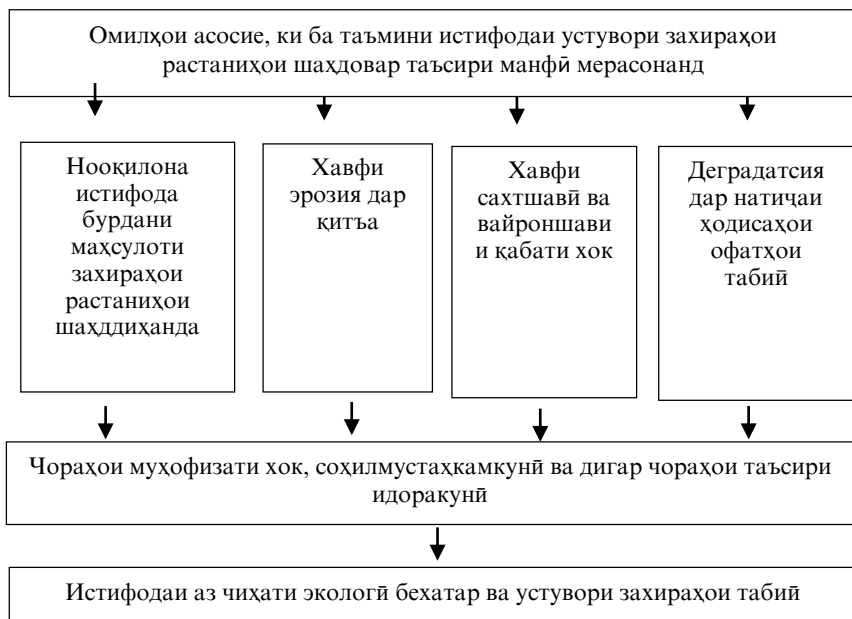 Омилҳои асосие, ки ба таъмини истифодаи устувори захираҳои
растаниҳои шаҳдовар таъсири манфӣ мерасонанд
Нооқилона
истифода
бурдани
маҳсулоти
захираҳои
растаниҳои
шаҳддиҳанда
Хавфи
эрозия дар
қитъа
Хавфи
сахтшавӣ ва
вайроншави
и қабати хок
Деградатсия
дар натиҷаи
ҳодисаҳои
офатҳои
табиӣ
Чораҳои муҳофизати хок, соҳилмустаҳкамкунӣ ва дигар чораҳои таъсири
идоракунӣ
Истифодаи аз чиҳати экологӣ бехатар ва устувори захираҳои табиӣ